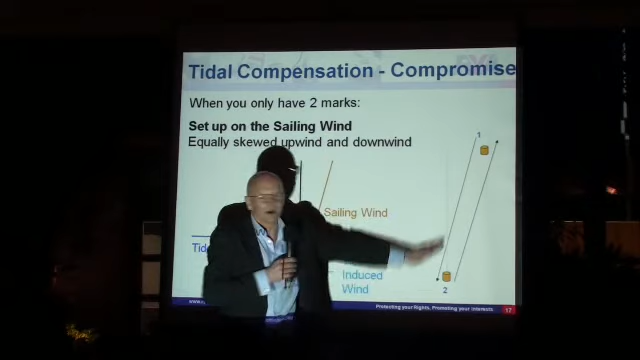 Tidal Compensation - Compromise
When you only have 2 marks:
Set up on the Sailing Wind
Equally skewed upwind and downwind
1
Sailing Wind
Induced
Wind
2
Protecting your Rights, Promoting your Interests
17